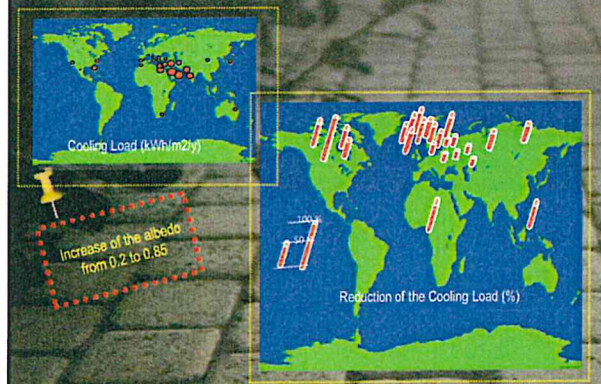 Cooling Load (kWh/m2/y)
Increase of the albedo
from 0.2 to 0.85
100 %
50
Reduction of the Cooling Load (%)